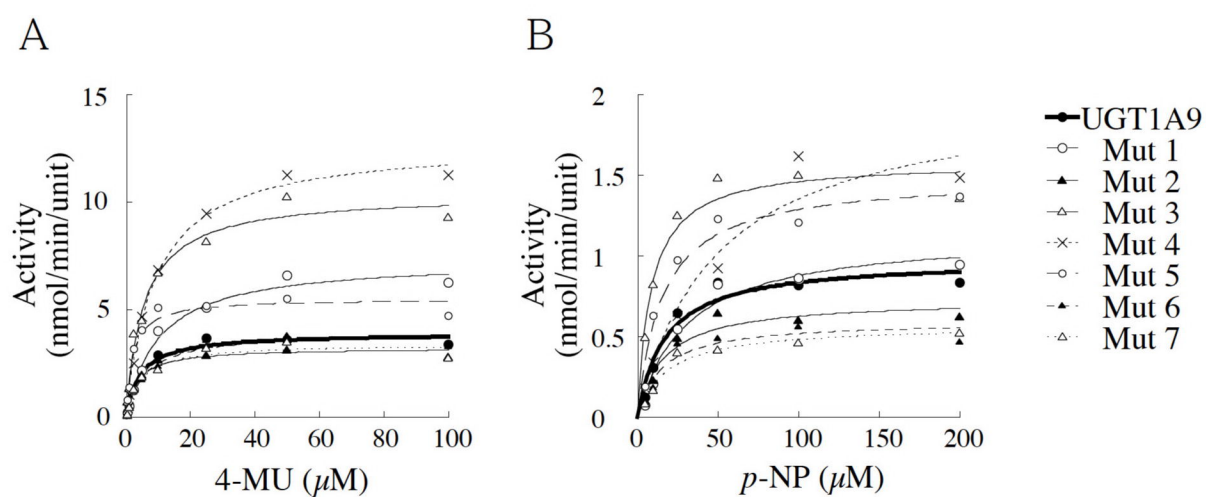 A
Activity
(nmol/min/unit)
15
10
5
0
0 20 40 60 80 100
4-MU (µM)
B
Activity
(nmol/min/unit)
2
1.5
1
0.5
0
0 50 100 150 200
p-NP (µM)
UGT1A9
Mut 1
Mut 2
Mut 3
Mut 4
Mut 5
Mut 6
Mut 7